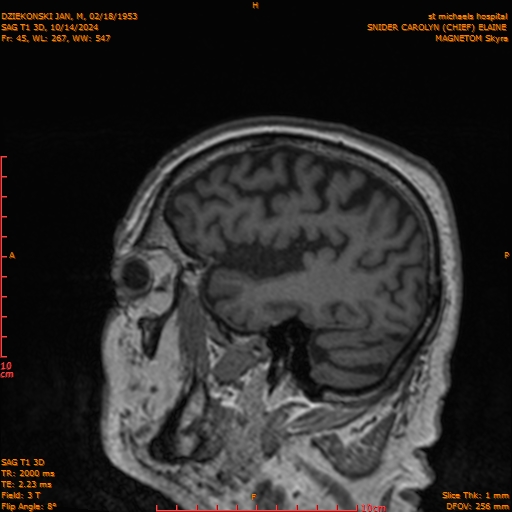 H
DZIEKONSKI JAN, M, 02/18/1953
SAG T1 3D, 10/14/2024
Fr: 45, WL: 267, WW: 547
st michaels hospital
SNIDER CAROLYN (CHIEF) ELAINE
MAGNETOM Skyra
A
P
10
cm
SAG T1 3D
TR: 2000 ms
TE: 2.23 ms
Field: 3 T
Flip Angle: 8°
F
10cm
Slice Thk: 1 mm
DFOV: 256 mm